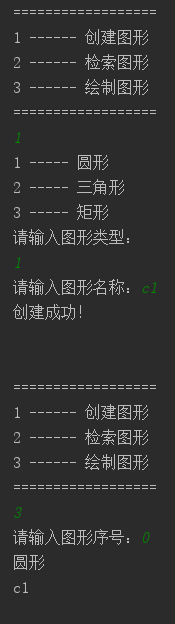 ==================
1 ------ 创建图形
2 ------ 检索图形
3 ------ 绘制图形
==================
1
1 ----- 圆形
2 ----- 三角形
3 ----- 矩形
请输入图形类型：
1
请输入图形名称：c1
创建成功!
==================
1 ------ 创建图形
2 ------ 检索图形
3 ------ 绘制图形
==================
3
请输入图形序号：0
圆形
c1